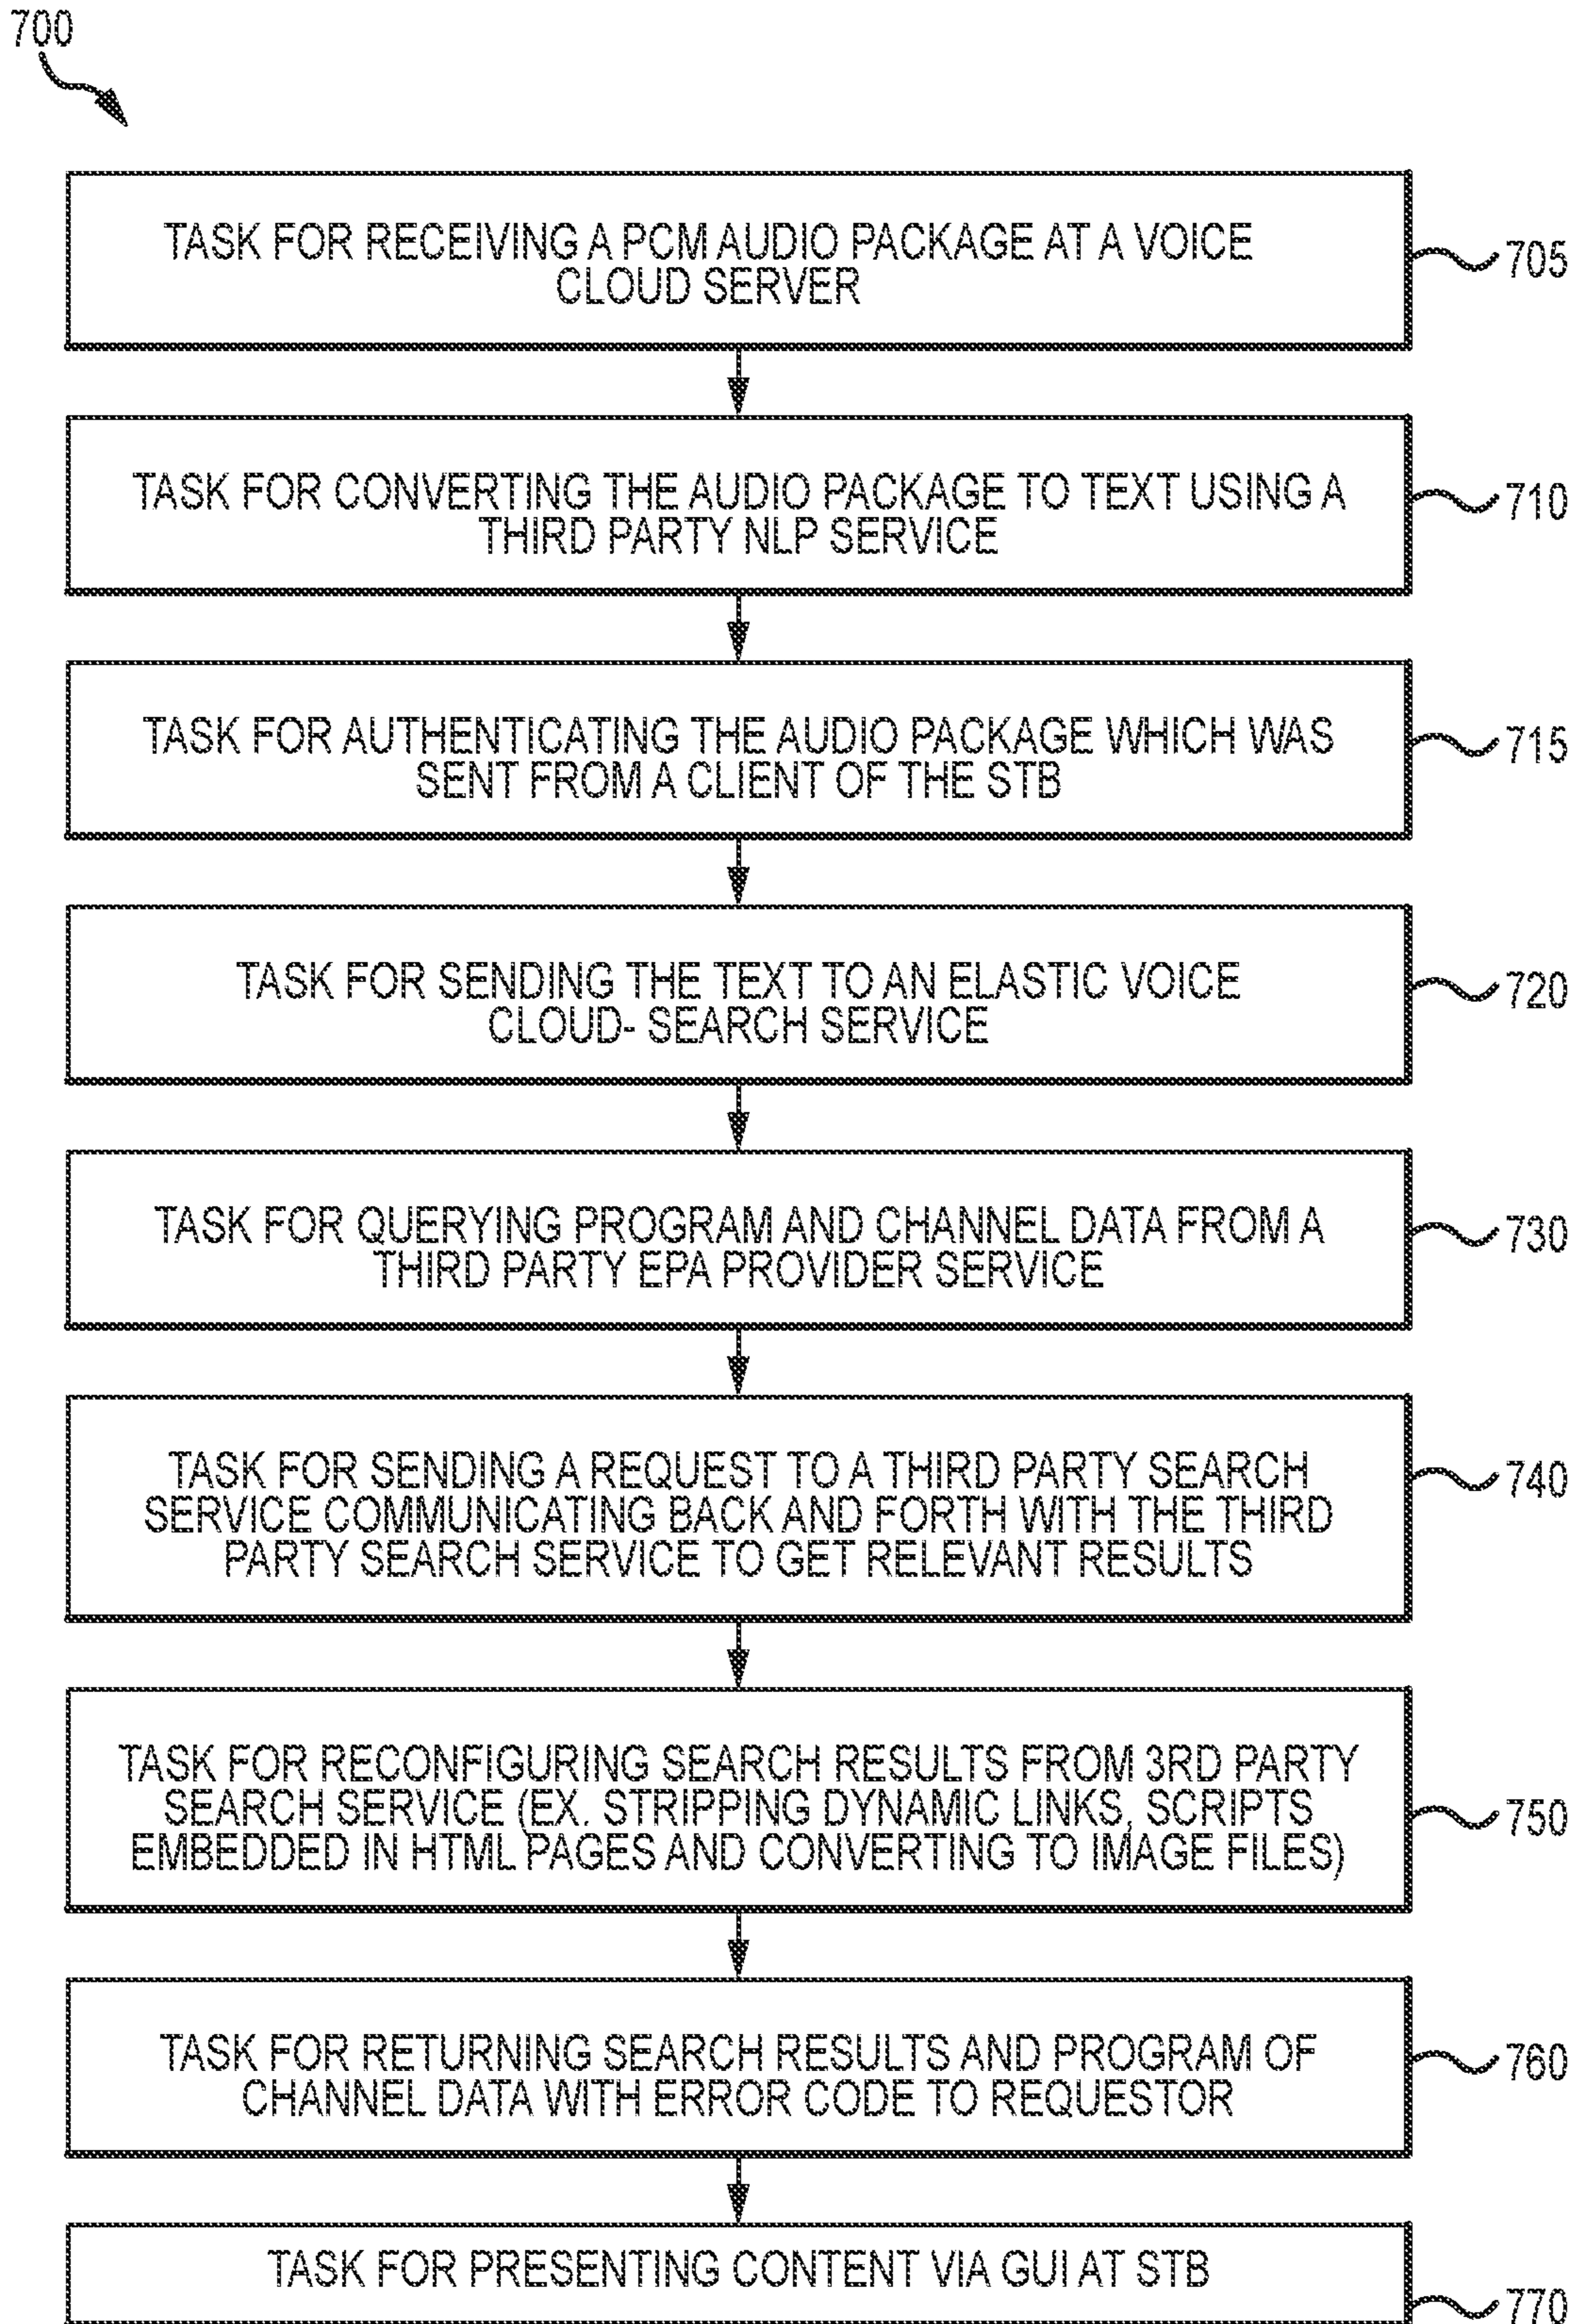 700
TASK FOR RECEIVING A PCM AUDIO PACKAGE AT A VOICE
CLOUD SERVER
705
TASK FOR CONVERTING THE AUDIO PACKAGE TO TEXT USING A
THIRD PARTY NLP SERVICE
710
TASK FOR AUTHENTICATING THE AUDIO PACKAGE WHICH WAS
SENT FROM A CLIENT OF THE STB
715
TASK FOR SENDING THE TEXT TO AN ELASTIC VOICE
CLOUD- SEARCH SERVICE
720
TASK FOR QUERYING PROGRAM AND CHANNEL DATA FROM A
THIRD PARTY EPA PROVIDER SERVICE
730
TASK FOR SENDING A REQUEST TO A THIRD PARTY SEARCH
SERVICE COMMUNICATING BACK AND FORTH WITH THE THIRD
PARTY SEARCH SERVICE TO GET RELEVANT RESULTS
740
TASK FOR RECONFIGURING SEARCH RESULTS FROM 3RD PARTY
SEARCH SERVICE (EX. STRIPPING DYNAMIC LINKS, SCRIPTS
EMBEDDED IN HTML PAGES AND CONVERTING TO IMAGE FILES)
750
TASK FOR RETURNING SEARCH RESULTS AND PROGRAM OF
CHANNEL DATA WITH ERROR CODE TO REQUESTOR
760
TASK FOR PRESENTING CONTENT VIA GUI AT STB
770